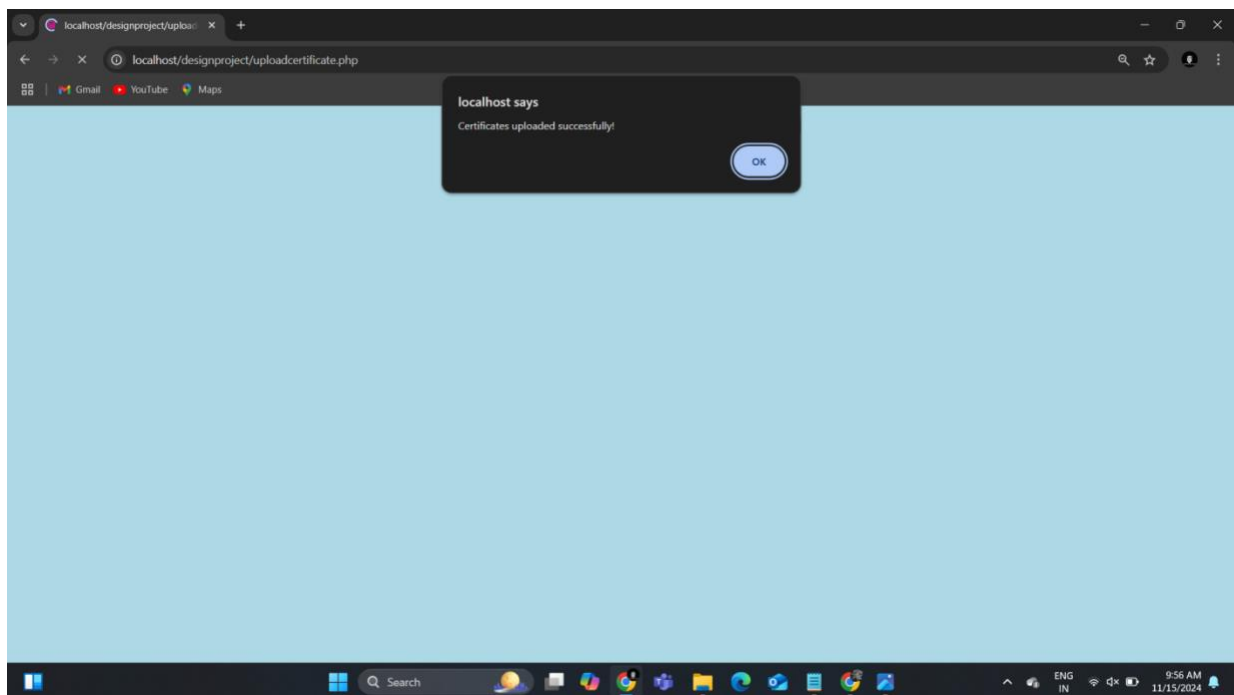 localhost/designproject/upload
localhost/designproject/uploadcertificate.php
Gmail YouTube Maps
localhost says
Certificates uploaded successfully!
OK
Search
ENG
IN
9:56 AM
11/15/2024